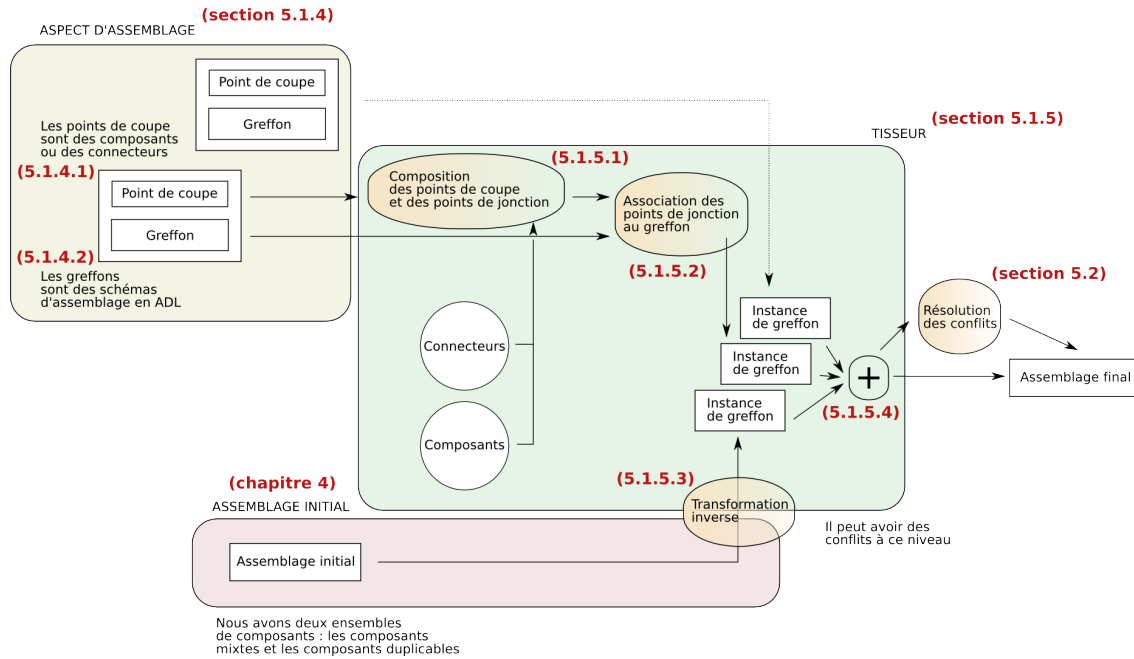 (section 5.1.4)
ASPECT D'ASSEMBLAGE
Point de coupe
Greffon
Les points de coupe
sont des composants
ou des connecteurs
(5.1.4.1)
Point de coupe
Greffon
(5.1.4.2)
Les greffons
sont des schémas
d'assemblage en ADL
(section 5.1.5)
TISSEUR
(5.1.5.1)
Composition
des points de coupe
et des points de jonction
Association des
points de jonction
au greffon
(5.1.5.2)
Connecteurs
Composants
Instance
de greffon
Instance
de greffon
Instance
de greffon
+
(5.1.5.4)
(section 5.2)
Résolution
des conflits
Assemblage final
(5.1.5.3)
Transformation
inverse
Il peut avoir des
conflits à ce niveau
(chapitre 4)
ASSEMBLAGE INITIAL
Assemblage initial
Nous avons deux ensembles
de composants : les composants
mixtes et les composants duplicables